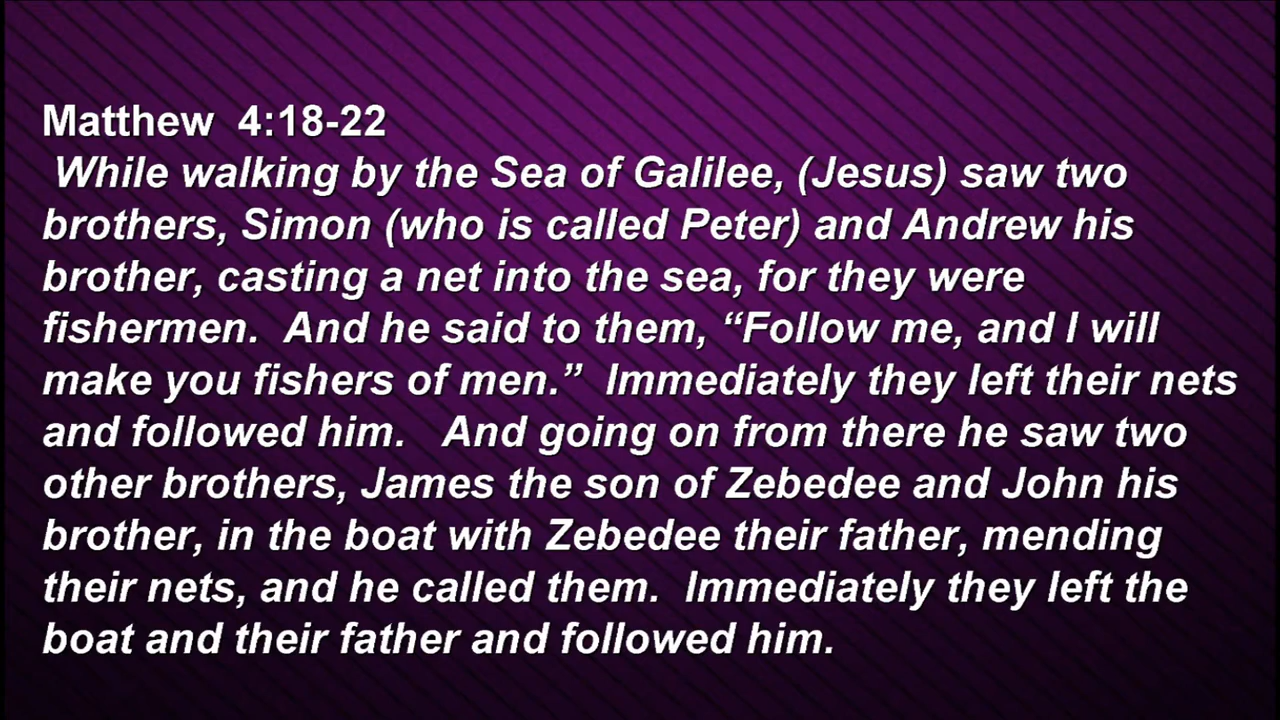 Matthew  4:18-22
While walking by the Sea of Galilee, (Jesus) saw two
brothers, Simon (who is called Peter) and Andrew his
brother, casting a net into the sea, for they were
fishermen.  And he said to them, “Follow me, and I will
make you fishers of men.”  Immediately they left their nets
and followed him.   And going on from there he saw two
other brothers, James the son of Zebedee and John his
brother, in the boat with Zebedee their father, mending
their nets, and he called them.  Immediately they left the
boat and their father and followed him.